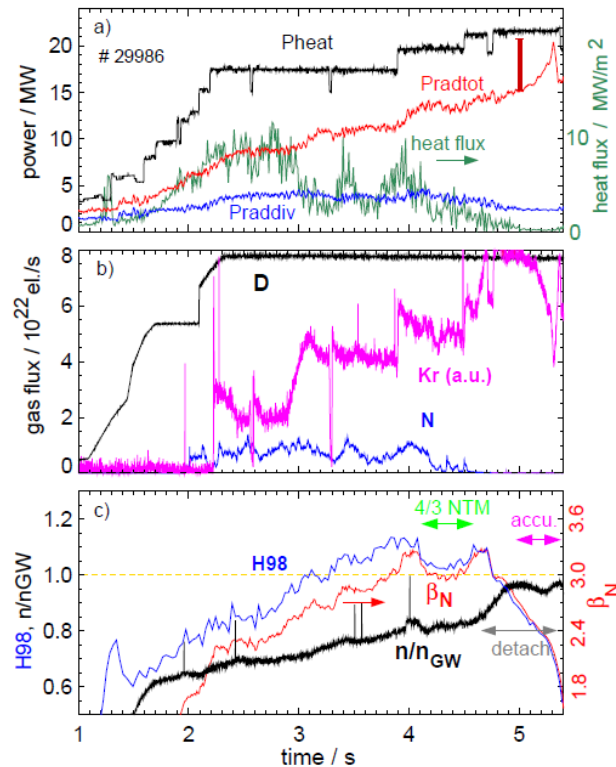 a)
# 29986
Pheat
Pradtot
heat flux
Praddiv
power / MW
20
15
10
5
0
heat flux / MW/m 2
10
0
b)
D
Kr (a.u.)
N
gas flux / 10²² el./s
8
6
4
2
0
c)
4/3 NTM
accu.
H98
βN
n/nGW
detach
H98, n/nGW
1.2
1.0
0.8
0.6
βN
3.6
3.0
2.4
1.8
1 2 3 4 5
time / s